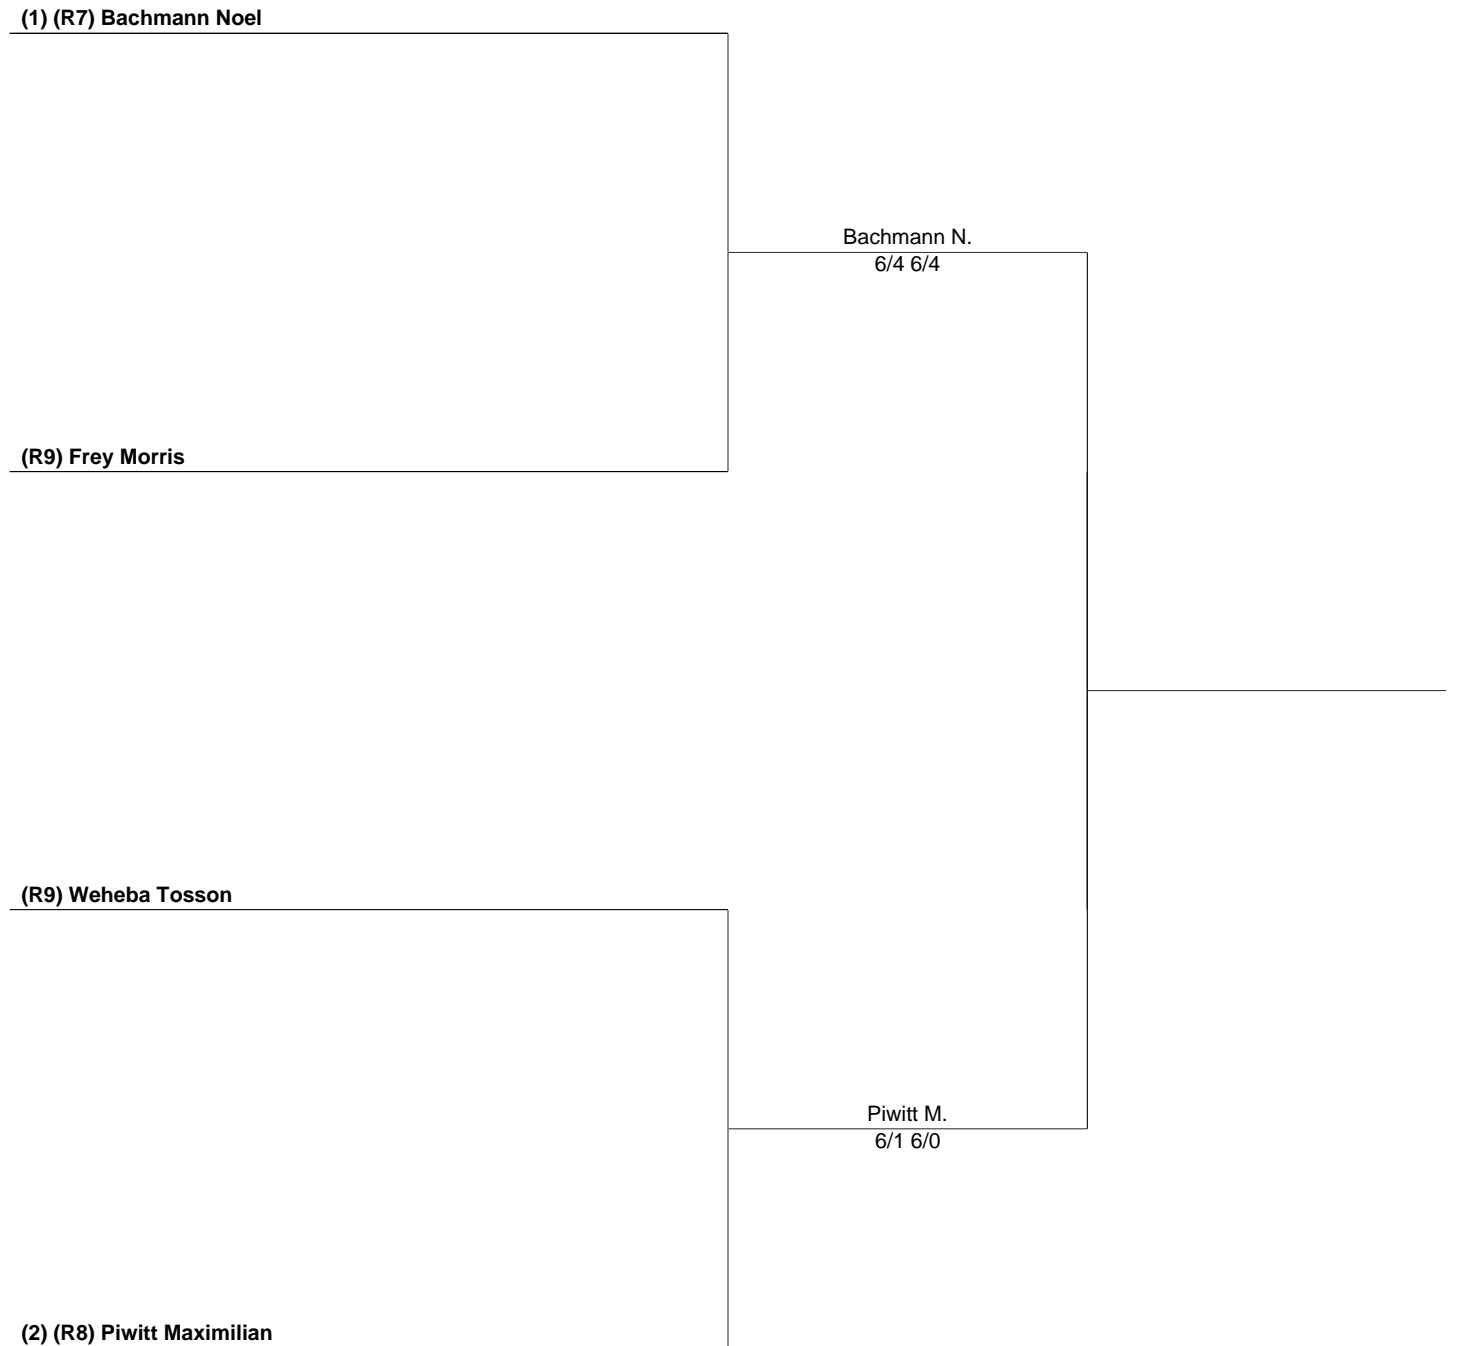 (1) (R7) Bachmann Noel
Bachmann N.
6/4 6/4
(R9) Frey Morris
(R9) Weheba Tosson
Piwitt M.
6/1 6/0
(2) (R8) Piwitt Maximilian